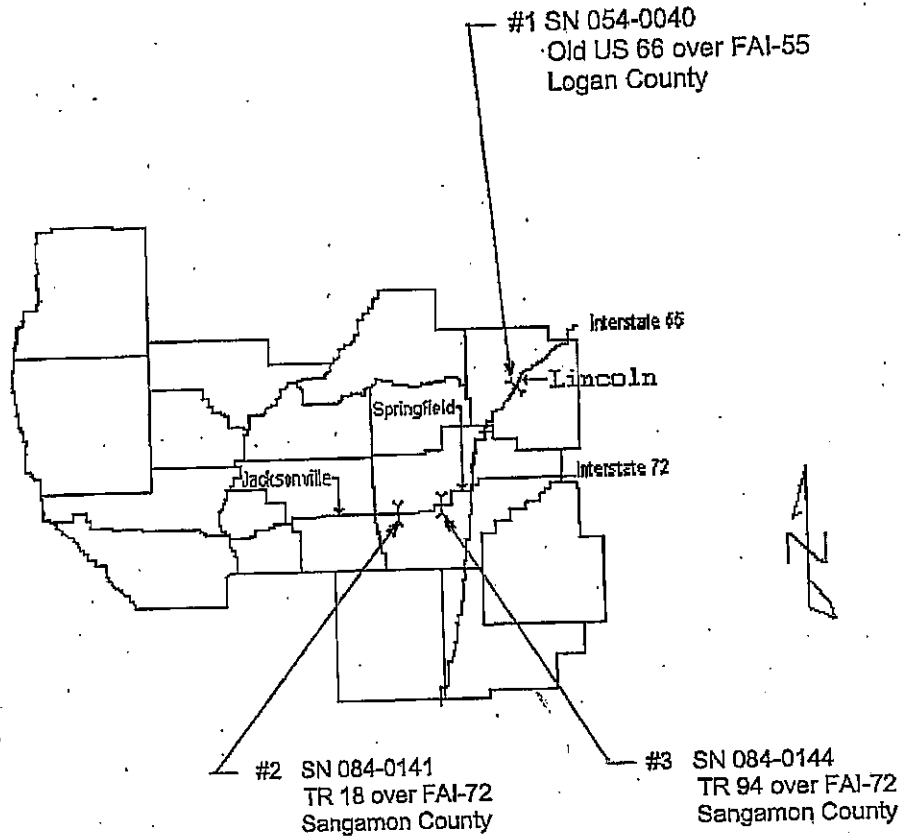 #1 SN 054-0040
Old US 66 over FAI-55
Logan County
Interstate 55
Lincoln
Springfield
Interstate 72
Jacksonville
N
#2 SN 084-0141
TR 18 over FAI-72
Sangamon County
#3 SN 084-0144
TR 94 over FAI-72
Sangamon County